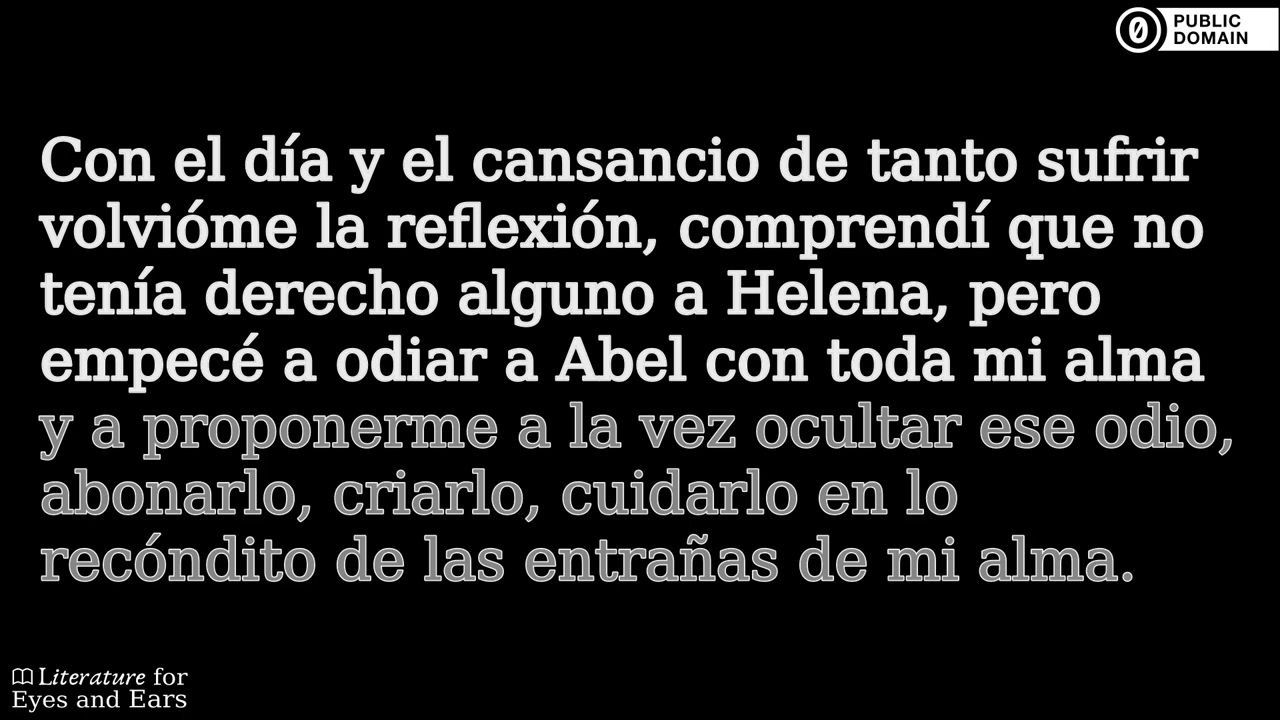 PUBLIC
DOMAIN
Con el día y el cansancio de tanto sufrir
volvióme la reflexión, comprendí que no
tenía derecho alguno a Helena, pero
empecé a odiar a Abel con toda mi alma
y a proponerme a la vez ocultar ese odio,
abonarlo, criarlo, cuidarlo en lo
recóndito de las entrañas de mi alma.
Literature for
Eyes and Ears